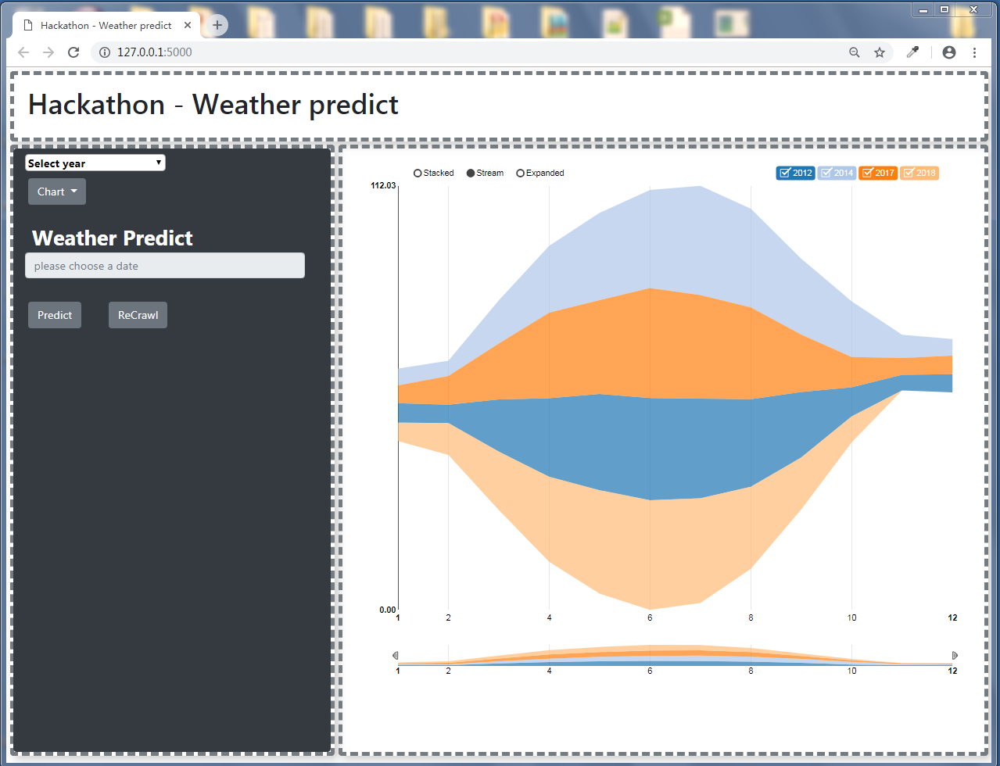 Hackathon - Weather predict
127.0.0.1:5000
Hackathon - Weather predict
Select year
Chart
Weather Predict
please choose a date
Predict ReCrawl
Stacked Stream Expanded 2012 2014 2017 2018
112.03
0.00
1 2 4 6 8 10 12
1 2 4 6 8 10 12